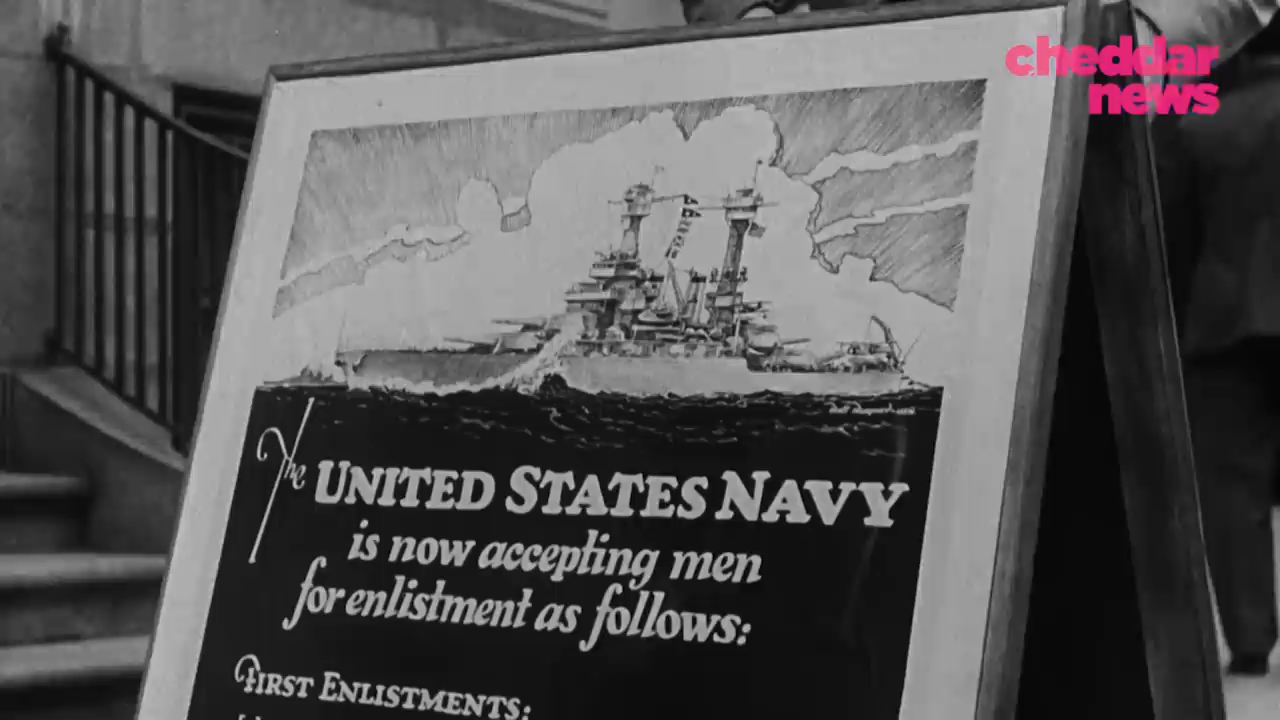 cheddar
news
The UNITED STATES NAVY
is now accepting men
for enlistment as follows:
FIRST ENLISTMENTS: